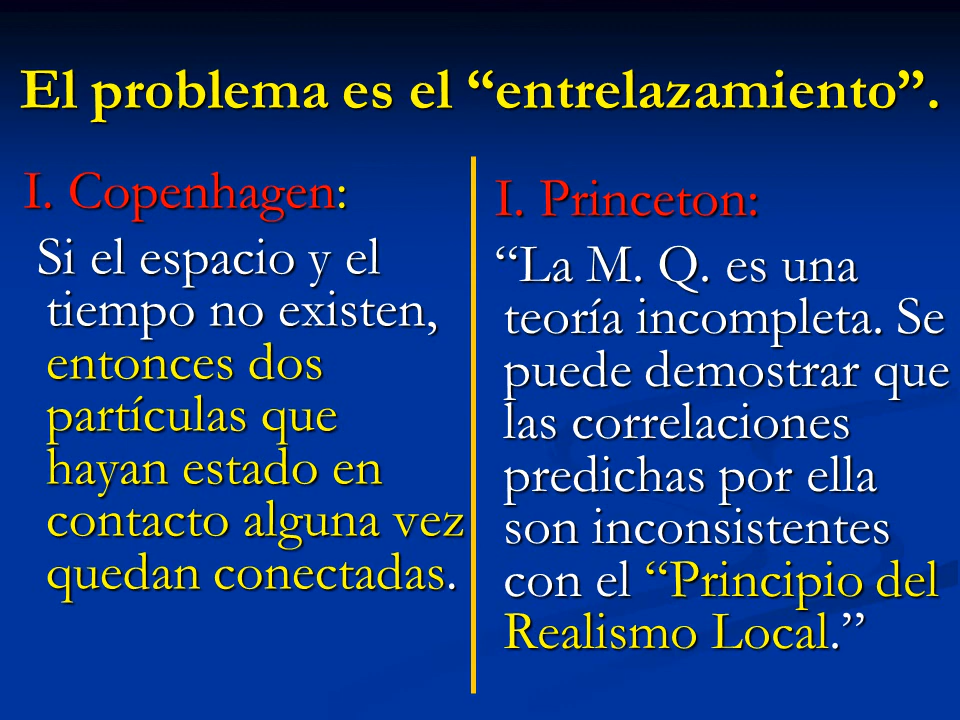 El problema es el “entrelazamiento”.
I. Copenhagen:
Si el espacio y el
tiempo no existen,
entonces dos
partículas que
hayan estado en
contacto alguna vez
quedan conectadas.
I. Princeton:
“La M. Q. es una
teoría incompleta. Se
puede demostrar que
las correlaciones
predichas por ella
son inconsistentes
con el “Principio del
Realismo Local.”